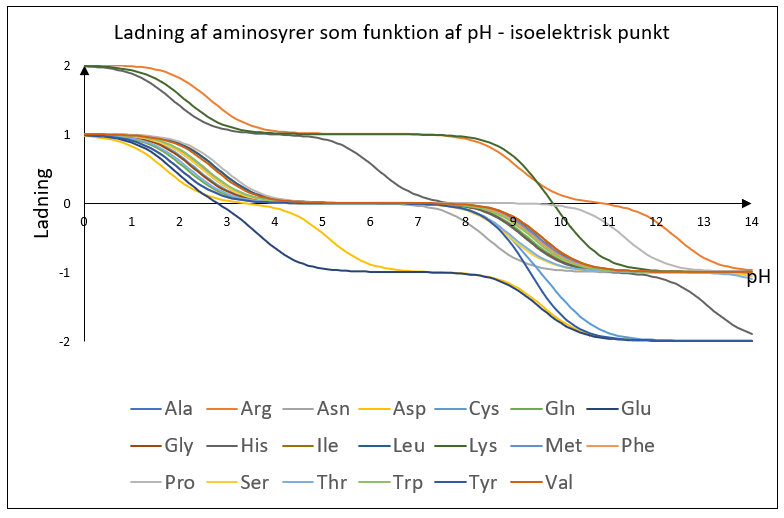 Ladning af aminosyrer som funktion af pH - isoelektrisk punkt
2
1
0
-1
-2
Ladning
0 1 2 3 4 5 6 7 8 9 10 11 12 13 14
pH
Ala Arg Asn Asp Cys Gln Glu
Gly His Ile Leu Lys Met Phe
Pro Ser Thr Trp Tyr Val